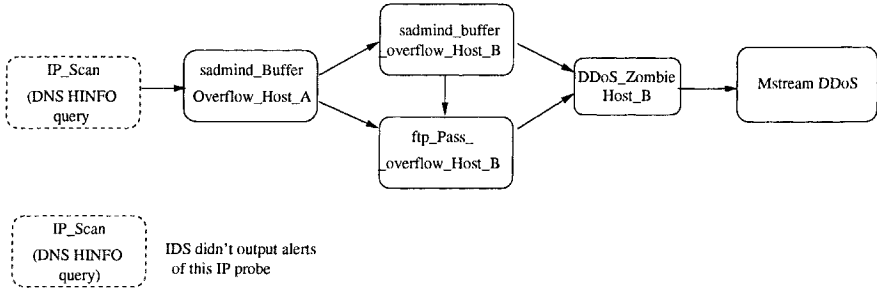 IP_Scan
(DNS HINFO
query
sadmind_Buffer
Overflow_Host_A
sadmind_buffer
_overflow_Host_B
ftp_Pass_
_overflow_Host_B
DDoS_Zombie
Host_B
Mstream DDoS
IP_Scan
(DNS HINFO
query)
IDS didn't output alerts
of this IP probe